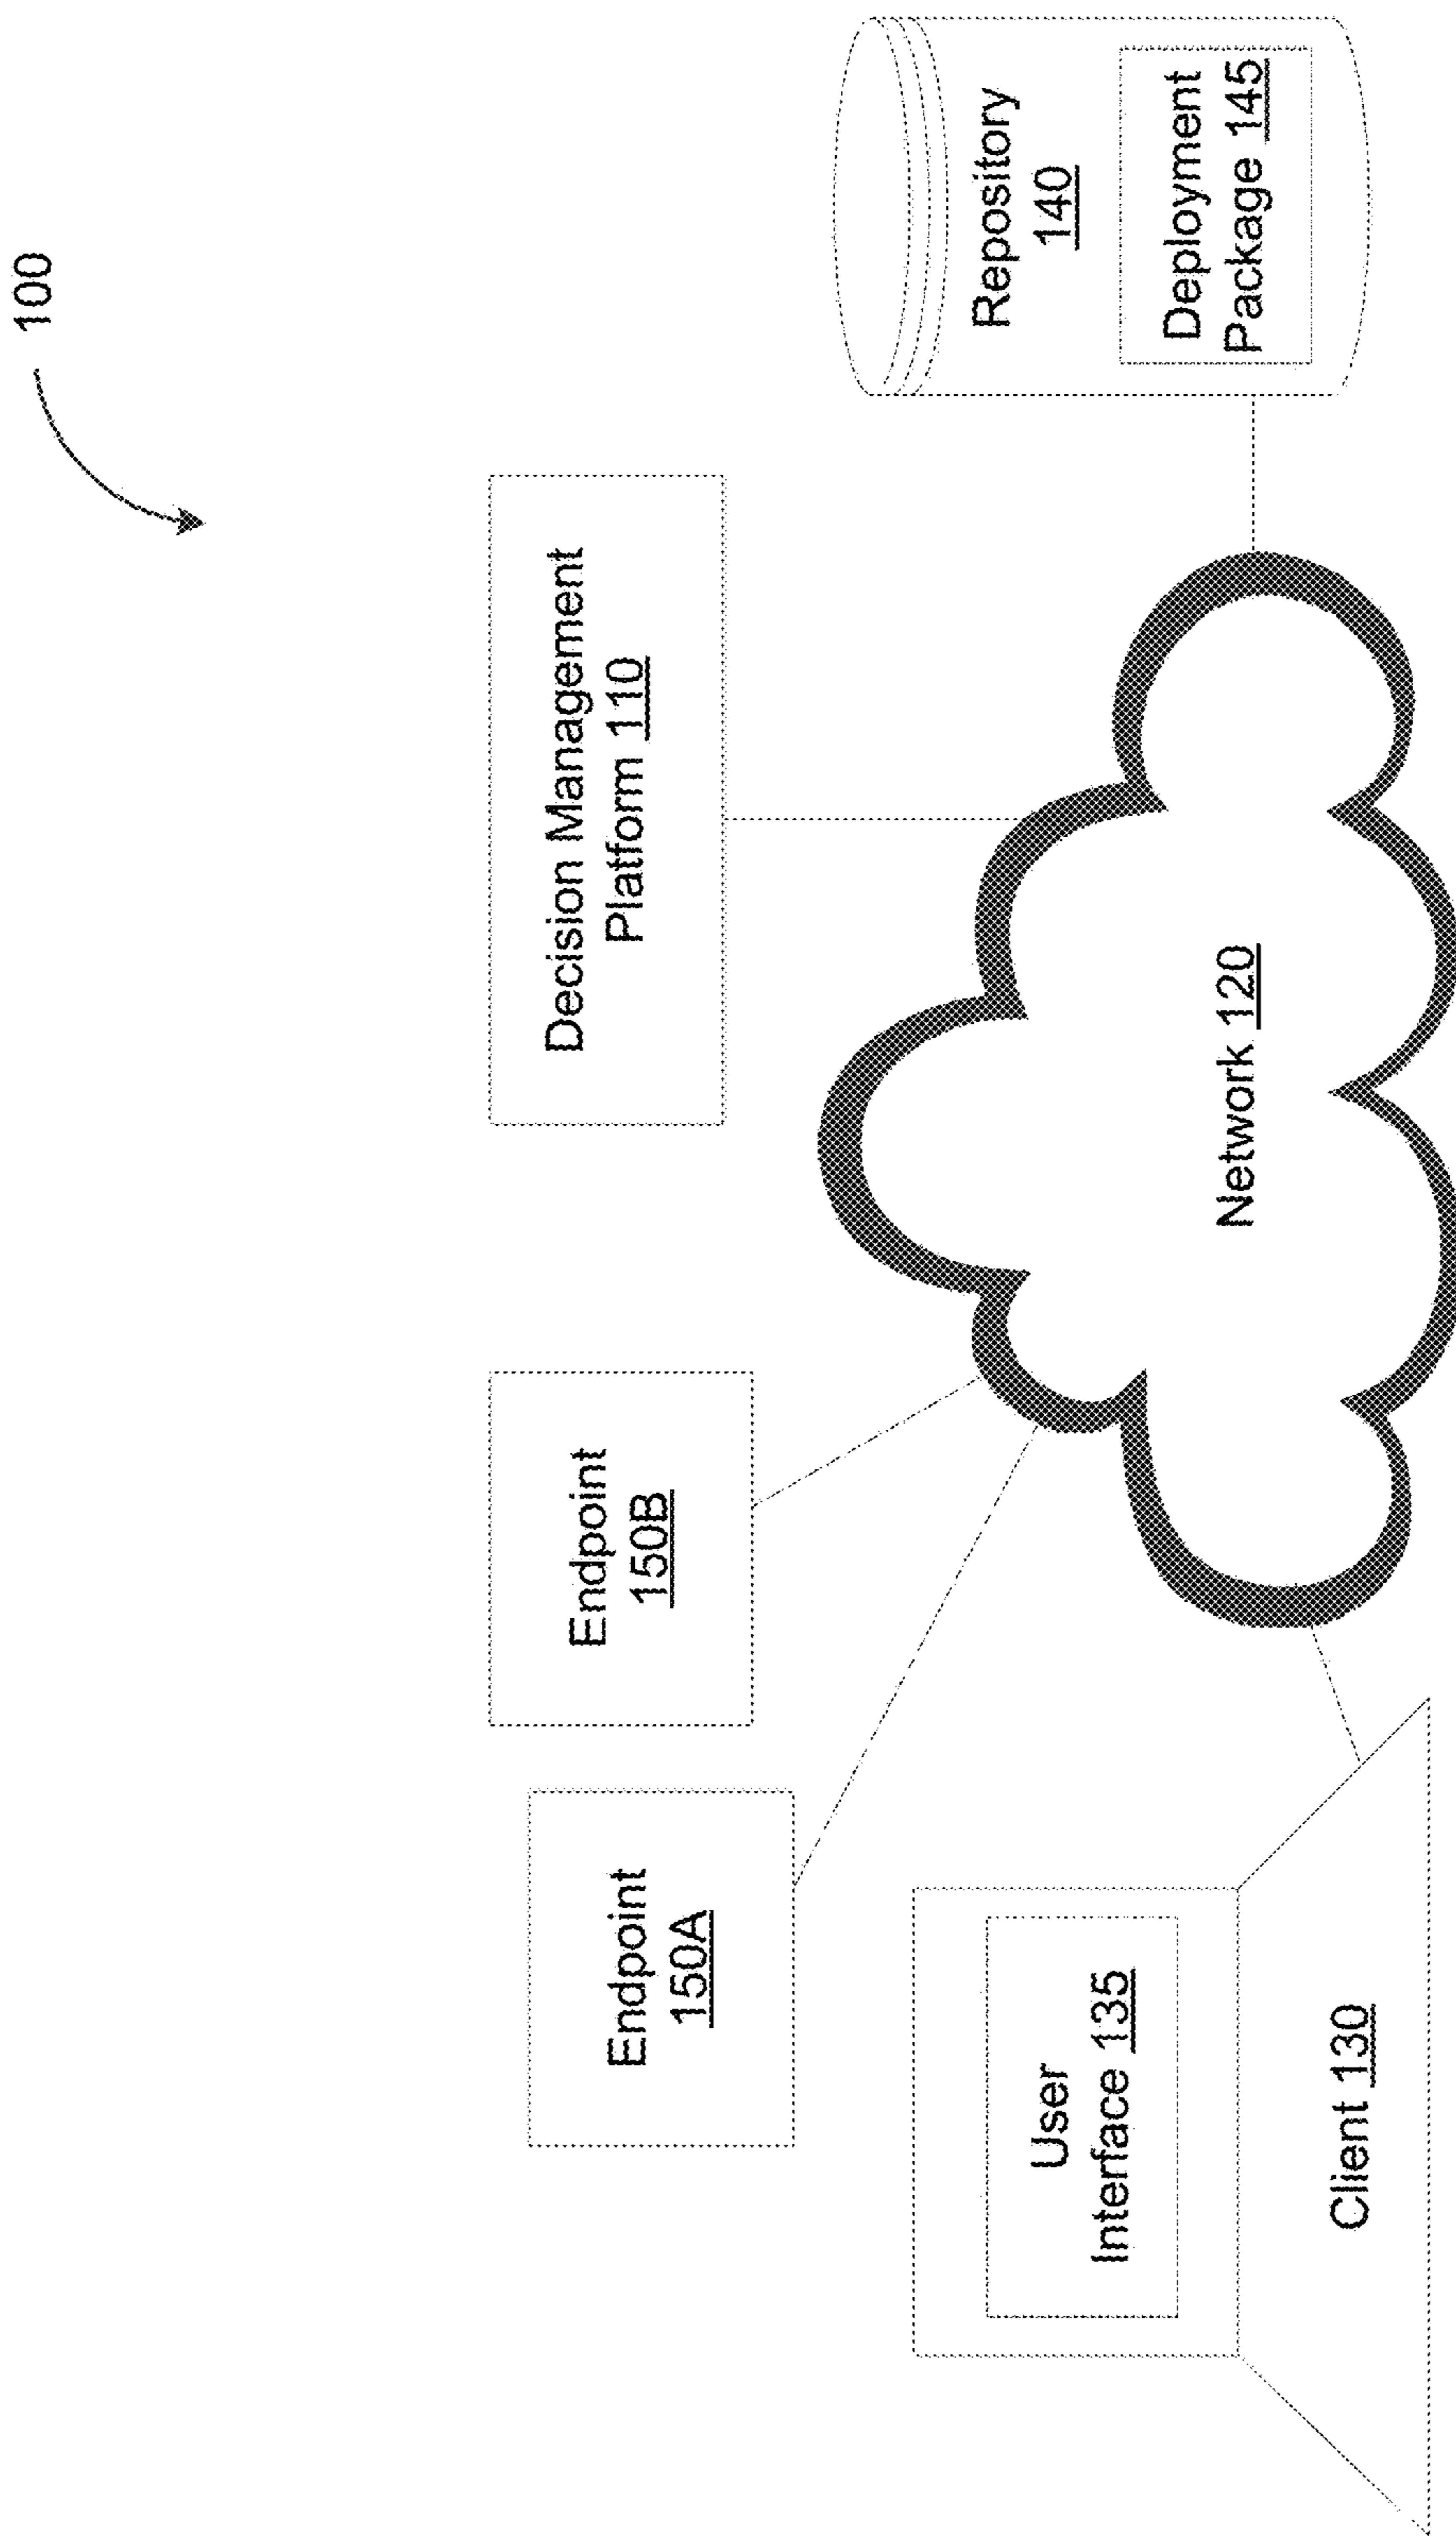 100
Decision Management
Platform 110
Endpoint
150B
Endpoint
150A
Repository
140
Deployment
Package 145
Network 120
User
Interface 135
Client 130